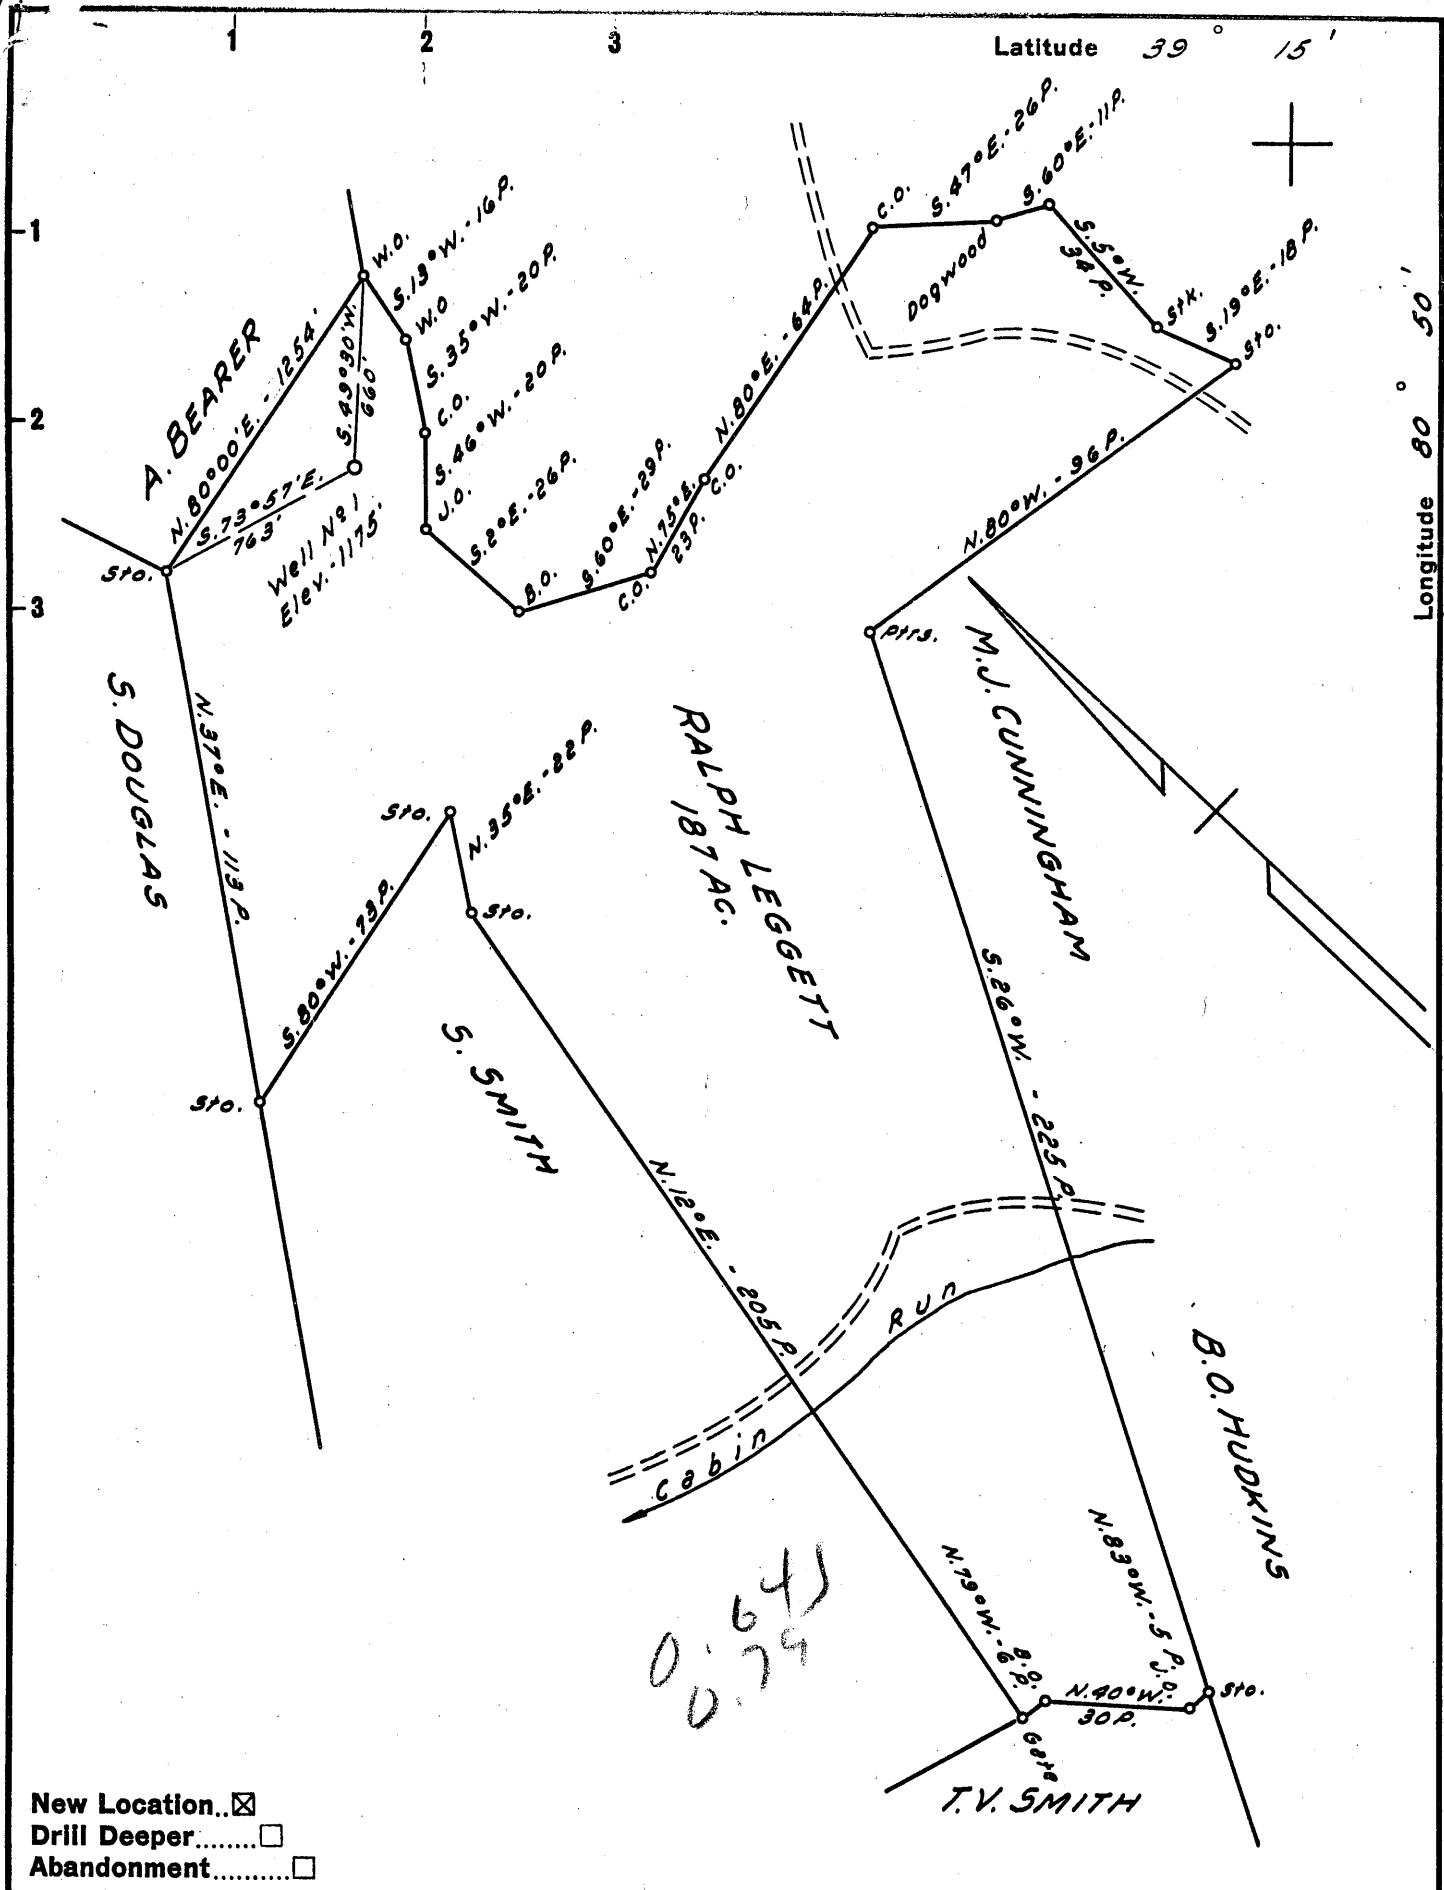 1 2 3
Latitude 39° 15'
Longitude 80° 50'
1
2
3
W.O.
S.13°W.-16P.
W.O
S.35°W.-20P.
C.O.
S.46°W.-20P.
J.O.
S.2°E.-26P.
B.O.
S.60°E.-29P.
C.O.
N.75°E.
23P.
C.O.
N.80°E.-64P.
C.O.
S.47°E.-26P.
Dogwood
S.60°E.-11P.
S.5°W.
34P.
Stk.
S.19°E.-18P.
Sto.
N.80°W.-96P.
Ptrs.
A. BEARER
N.80°00'E.-1254'
S.49°30'W.
660'
S.73°57'E.
763'
Well No 1
Elev.-1175'
Sto.
S. DOUGLAS
N.37°E.-113P.
Sto.
N.35°E.-22P.
Sto.
S.80°W.-73P.
Sto.
RALPH LEGGETT
187 AC.
M.J. CUNNINGHAM
S. SMITH
S.26°W.-225P.
N.12°E.-205P.
Cabin Run
B.O. HUDKINS
N.79°W.-6P.
B.O.
N.83°W.-5P.
J.O.
N.40°W.
30P.
Sto.
Gate
T.V. SMITH
0.645
0.79
New Location..☒
Drill Deeper........☐
Abandonment..........☐